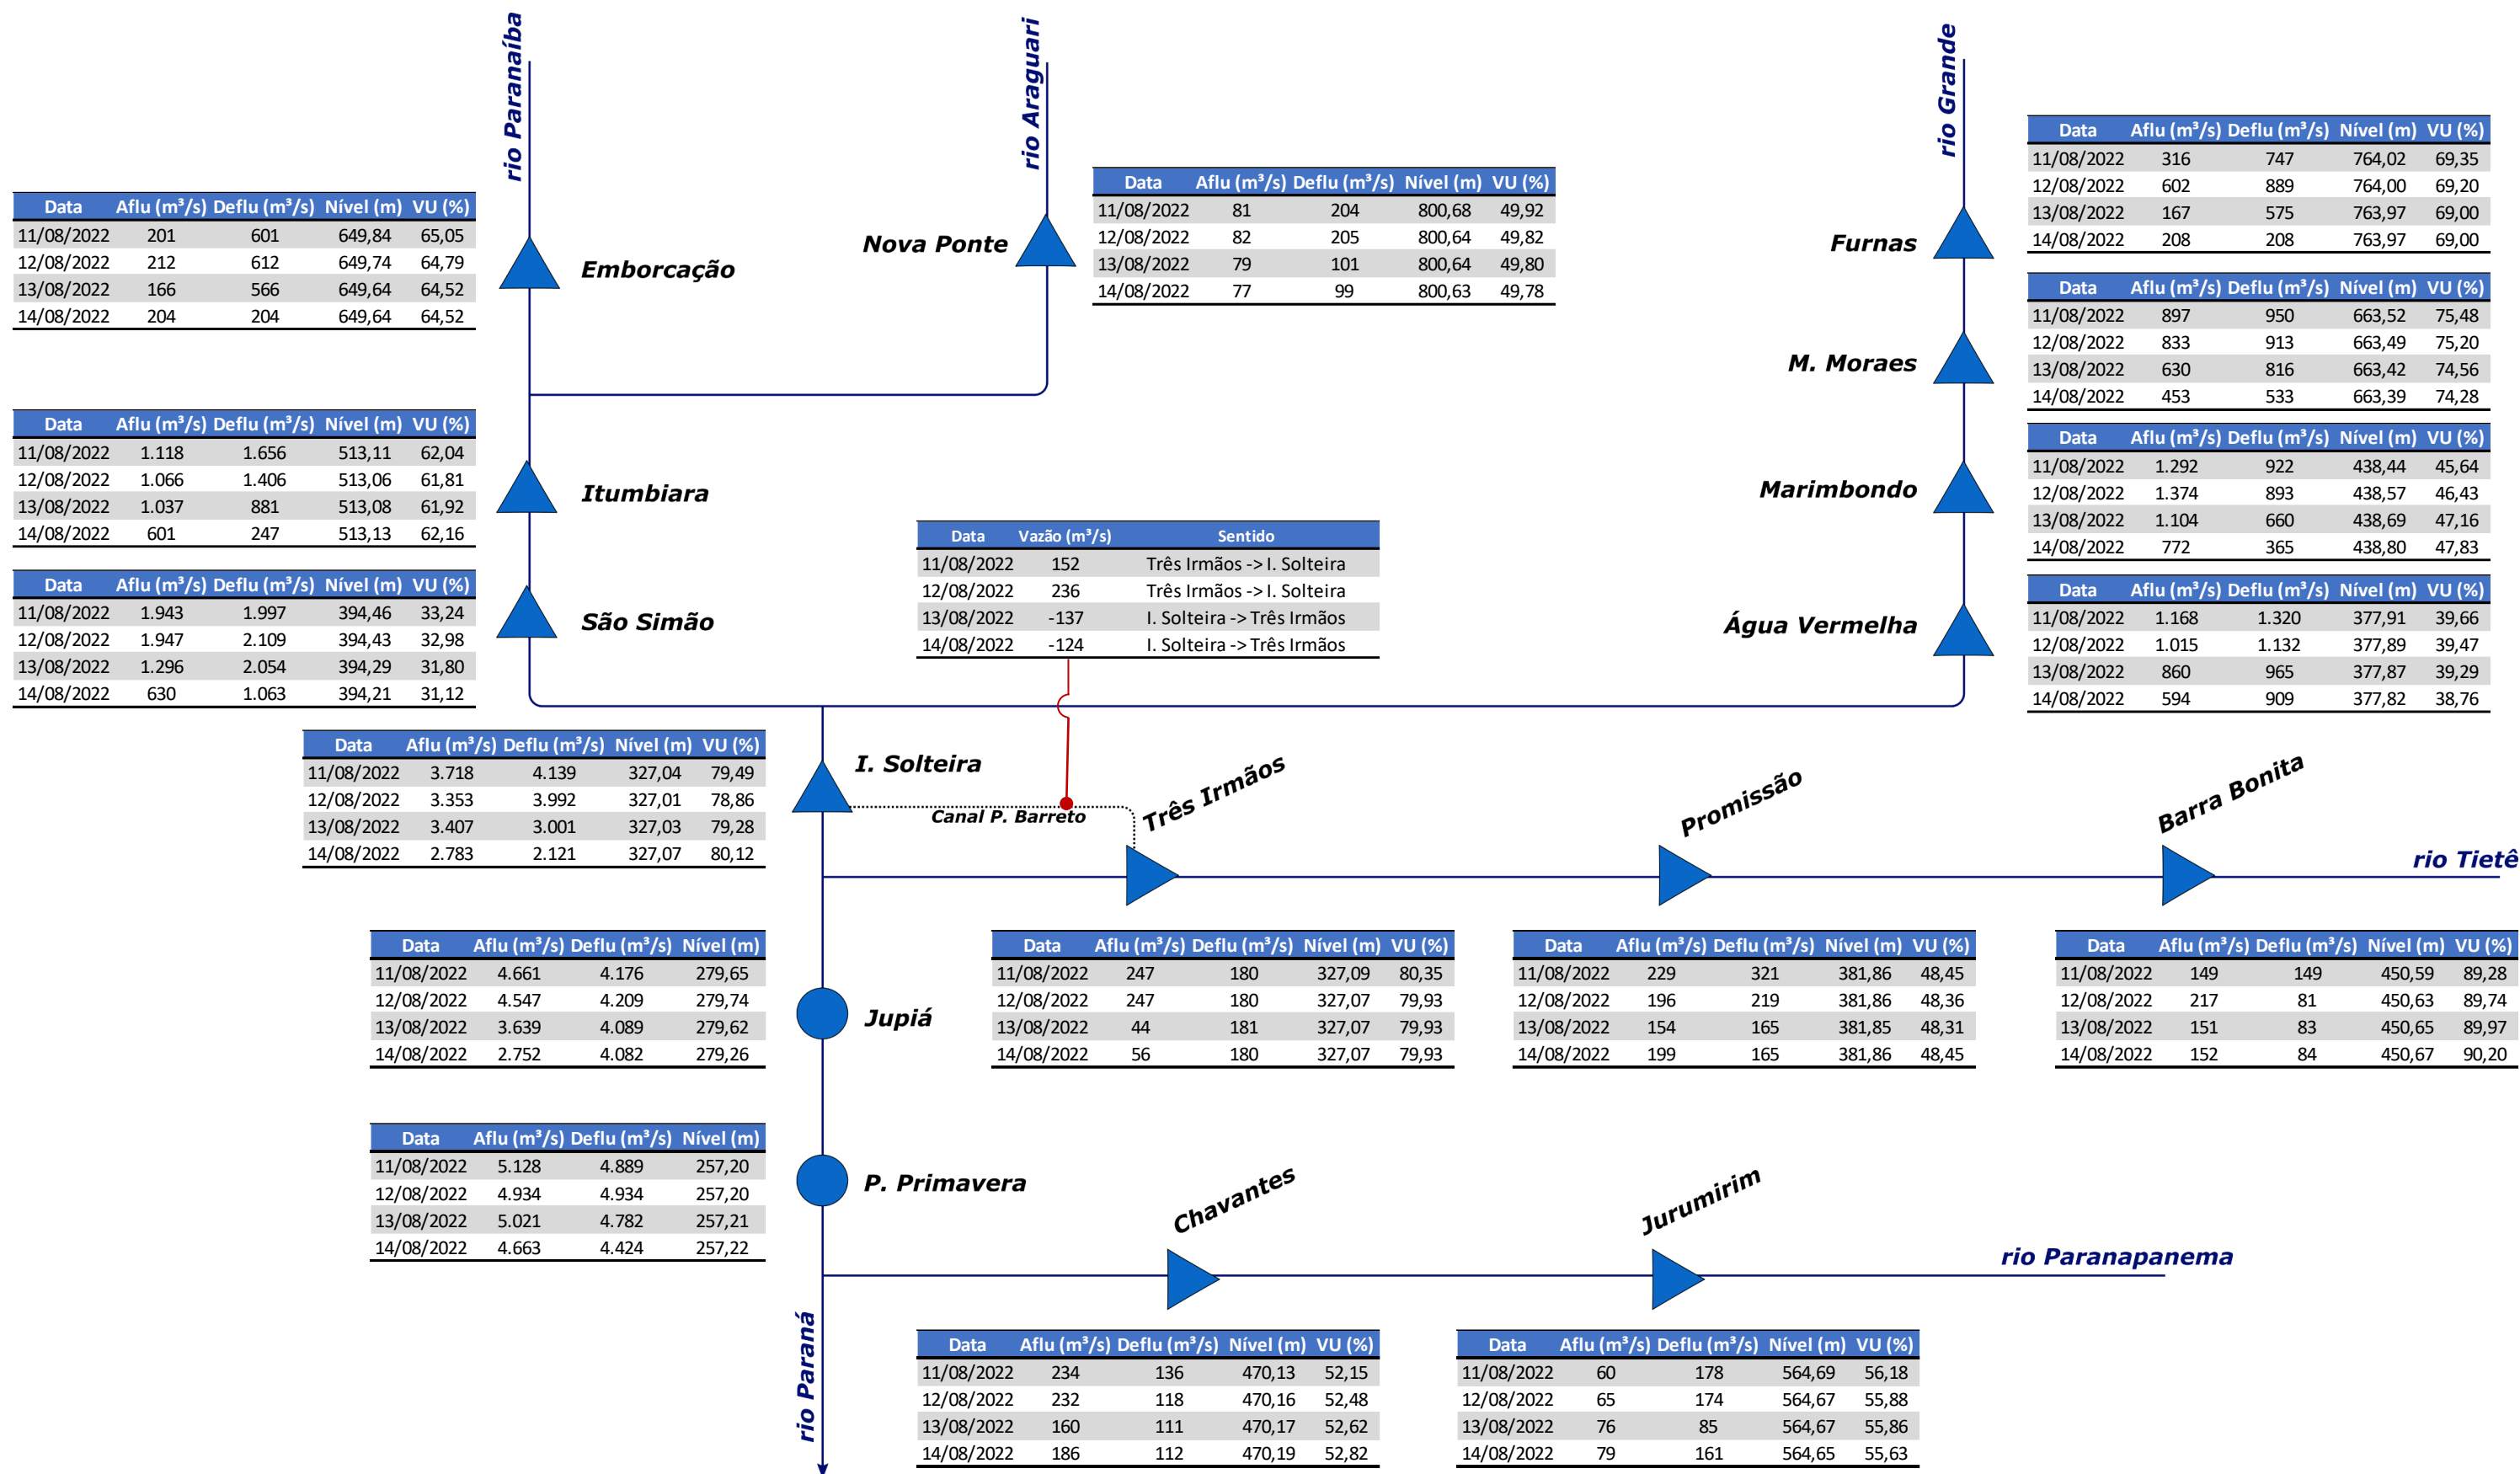 rio Paranaíba
rio Araguari
rio Grande
Data Aflu (m³/s) Deflu (m³/s) Nível (m) VU (%)
11/08/2022 201 601 649,84 65,05
12/08/2022 212 612 649,74 64,79
13/08/2022 166 566 649,64 64,52
14/08/2022 204 204 649,64 64,52
Emborcação
Nova Ponte
Data Aflu (m³/s) Deflu (m³/s) Nível (m) VU (%)
11/08/2022 81 204 800,68 49,92
12/08/2022 82 205 800,64 49,82
13/08/2022 79 101 800,64 49,80
14/08/2022 77 99 800,63 49,78
Furnas
Data Aflu (m³/s) Deflu (m³/s) Nível (m) VU (%)
11/08/2022 316 747 764,02 69,35
12/08/2022 602 889 764,00 69,20
13/08/2022 167 575 763,97 69,00
14/08/2022 208 208 763,97 69,00
M. Moraes
Data Aflu (m³/s) Deflu (m³/s) Nível (m) VU (%)
11/08/2022 897 950 663,52 75,48
12/08/2022 833 913 663,49 75,20
13/08/2022 630 816 663,42 74,56
14/08/2022 453 533 663,39 74,28
Data Aflu (m³/s) Deflu (m³/s) Nível (m) VU (%)
11/08/2022 1.118 1.656 513,11 62,04
12/08/2022 1.066 1.406 513,06 61,81
13/08/2022 1.037 881 513,08 61,92
14/08/2022 601 247 513,13 62,16
Itumbiara
Marimbondo
Data Aflu (m³/s) Deflu (m³/s) Nível (m) VU (%)
11/08/2022 1.292 922 438,44 45,64
12/08/2022 1.374 893 438,57 46,43
13/08/2022 1.104 660 438,69 47,16
14/08/2022 772 365 438,80 47,83
Data Aflu (m³/s) Deflu (m³/s) Nível (m) VU (%)
11/08/2022 1.943 1.997 394,46 33,24
12/08/2022 1.947 2.109 394,43 32,98
13/08/2022 1.296 2.054 394,29 31,80
14/08/2022 630 1.063 394,21 31,12
São Simão
Data Vazão (m³/s) Sentido
11/08/2022 152 Três Irmãos -> I. Solteira
12/08/2022 236 Três Irmãos -> I. Solteira
13/08/2022 -137 I. Solteira -> Três Irmãos
14/08/2022 -124 I. Solteira -> Três Irmãos
Água Vermelha
Data Aflu (m³/s) Deflu (m³/s) Nível (m) VU (%)
11/08/2022 1.168 1.320 377,91 39,66
12/08/2022 1.015 1.132 377,89 39,47
13/08/2022 860 965 377,87 39,29
14/08/2022 594 909 377,82 38,76
Data Aflu (m³/s) Deflu (m³/s) Nível (m) VU (%)
11/08/2022 3.718 4.139 327,04 79,49
12/08/2022 3.353 3.992 327,01 78,86
13/08/2022 3.407 3.001 327,03 79,28
14/08/2022 2.783 2.121 327,07 80,12
I. Solteira
Canal P. Barreto
Três Irmãos
Promissão
Barra Bonita
rio Tietê
Data Aflu (m³/s) Deflu (m³/s) Nível (m)
11/08/2022 4.661 4.176 279,65
12/08/2022 4.547 4.209 279,74
13/08/2022 3.639 4.089 279,62
14/08/2022 2.752 4.082 279,26
Jupiá
Data Aflu (m³/s) Deflu (m³/s) Nível (m) VU (%)
11/08/2022 247 180 327,09 80,35
12/08/2022 247 180 327,07 79,93
13/08/2022 44 181 327,07 79,93
14/08/2022 56 180 327,07 79,93
Data Aflu (m³/s) Deflu (m³/s) Nível (m) VU (%)
11/08/2022 229 321 381,86 48,45
12/08/2022 196 219 381,86 48,36
13/08/2022 154 165 381,85 48,31
14/08/2022 199 165 381,86 48,45
Data Aflu (m³/s) Deflu (m³/s) Nível (m) VU (%)
11/08/2022 149 149 450,59 89,28
12/08/2022 217 81 450,63 89,74
13/08/2022 151 83 450,65 89,97
14/08/2022 152 84 450,67 90,20
Data Aflu (m³/s) Deflu (m³/s) Nível (m)
11/08/2022 5.128 4.889 257,20
12/08/2022 4.934 4.934 257,20
13/08/2022 5.021 4.782 257,21
14/08/2022 4.663 4.424 257,22
P. Primavera
Chavantes
Jurumirim
rio Paranapanema
rio Paraná
Data Aflu (m³/s) Deflu (m³/s) Nível (m) VU (%)
11/08/2022 234 136 470,13 52,15
12/08/2022 232 118 470,16 52,48
13/08/2022 160 111 470,17 52,62
14/08/2022 186 112 470,19 52,82
Data Aflu (m³/s) Deflu (m³/s) Nível (m) VU (%)
11/08/2022 60 178 564,69 56,18
12/08/2022 65 174 564,67 55,88
13/08/2022 76 85 564,67 55,86
14/08/2022 79 161 564,65 55,63